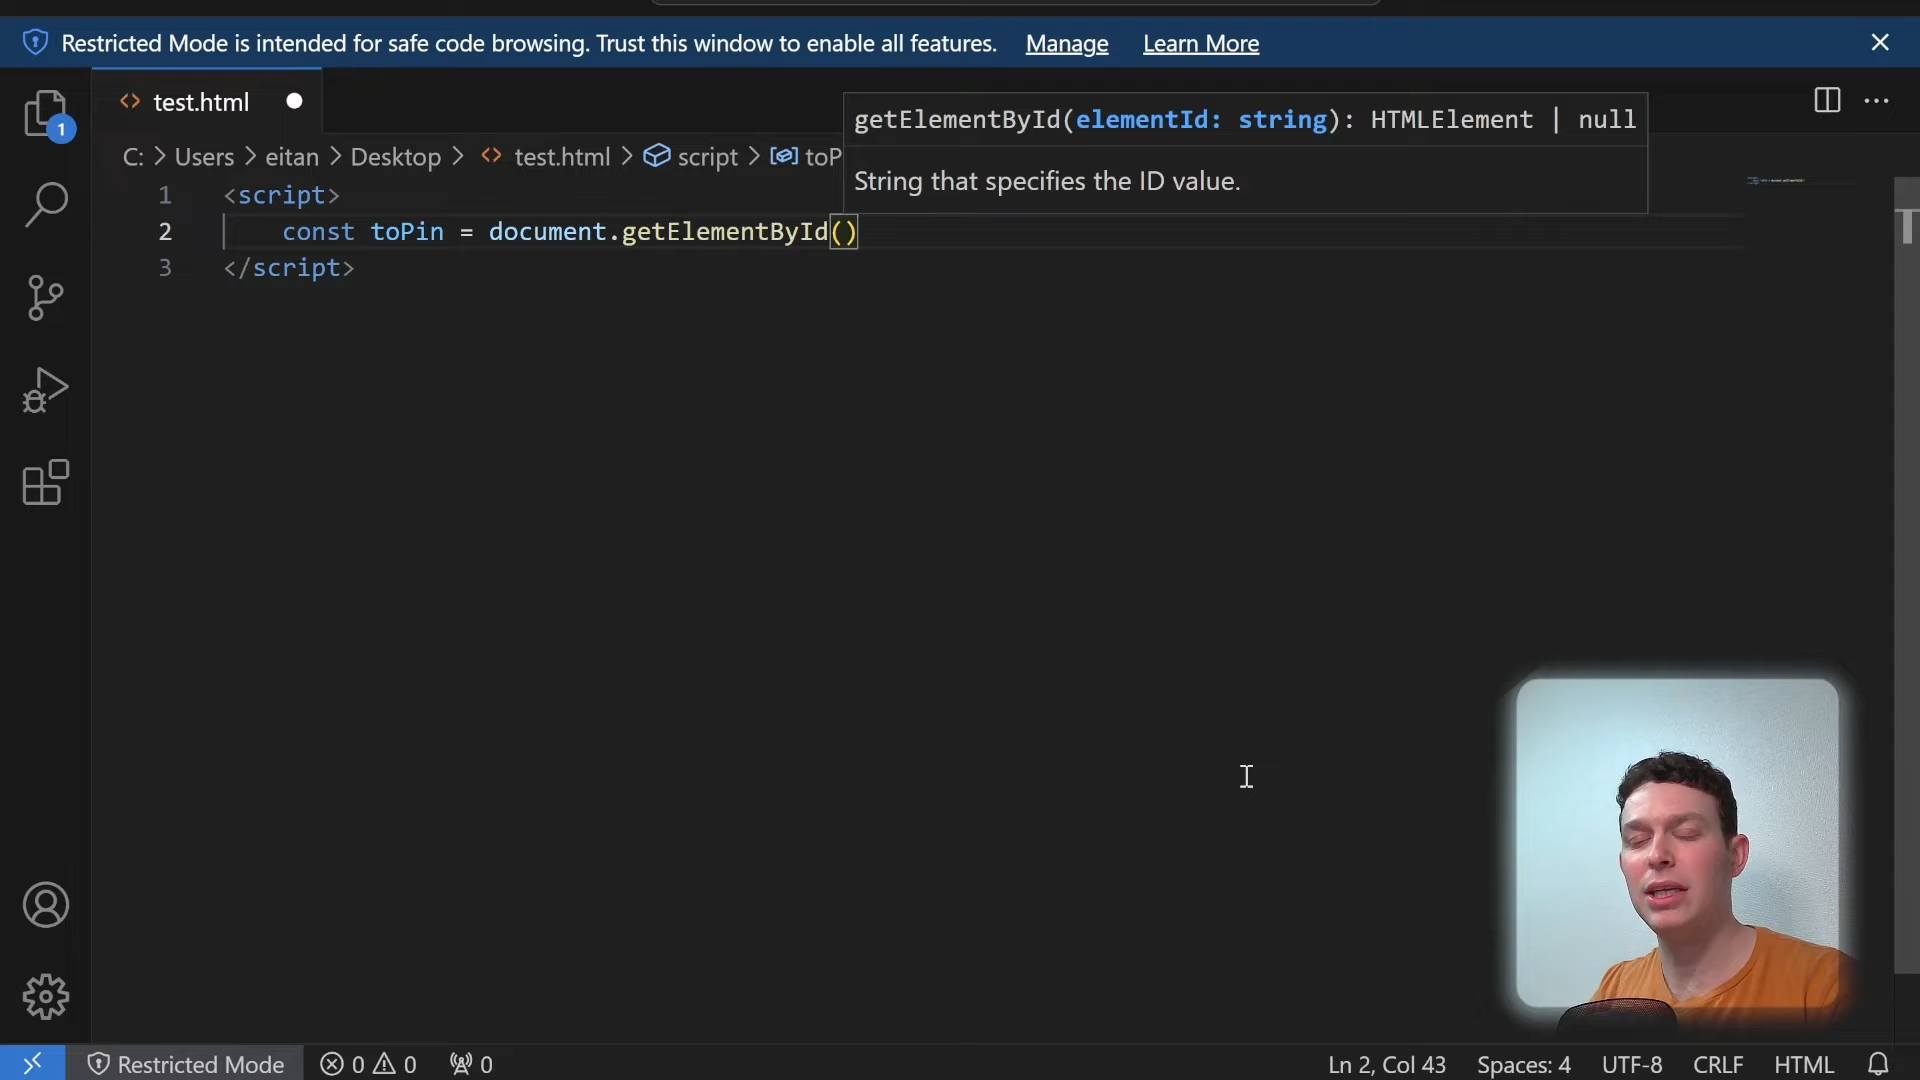 Restricted Mode is intended for safe code browsing. Trust this window to enable all features. Manage Learn More
1
test.html
getElementById(elementId: string): HTMLElement | null
C: > Users > eitan > Desktop > test.html > script > toP
String that specifies the ID value.
1 <script>
2 const toPin = document.getElementById()
3 </script>
Restricted Mode 0 0 0 Ln 2, Col 43 Spaces: 4 UTF-8 CRLF HTML